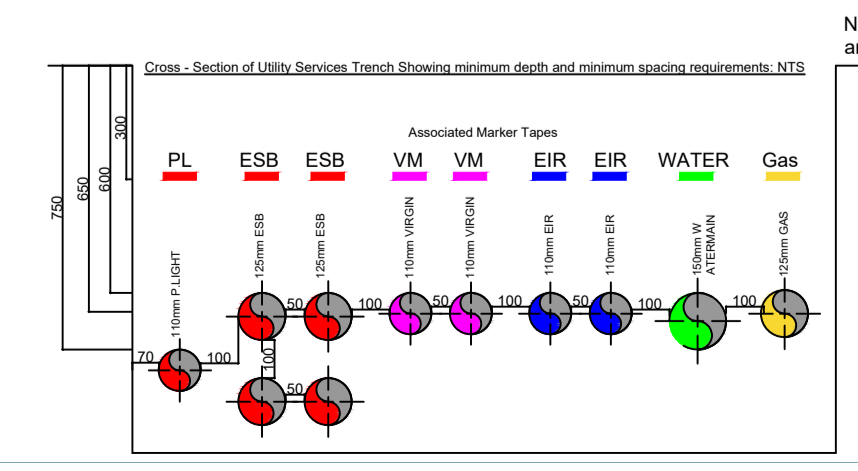 N
ar
Cross - Section of Utility Services Trench Showing minimum depth and minimum spacing requirements: NTS
Associated Marker Tapes
PL ESB ESB VM VM EIR EIR WATER Gas
750
650
600
300
110mm P.LIGHT
125mm ESB
125mm ESB
110mm VIRGIN
110mm VIRGIN
110mm EIR
110mm EIR
150mm W
ATERMAIN
125mm GAS
50 100 50 100 50 100 100
70 100
100
50